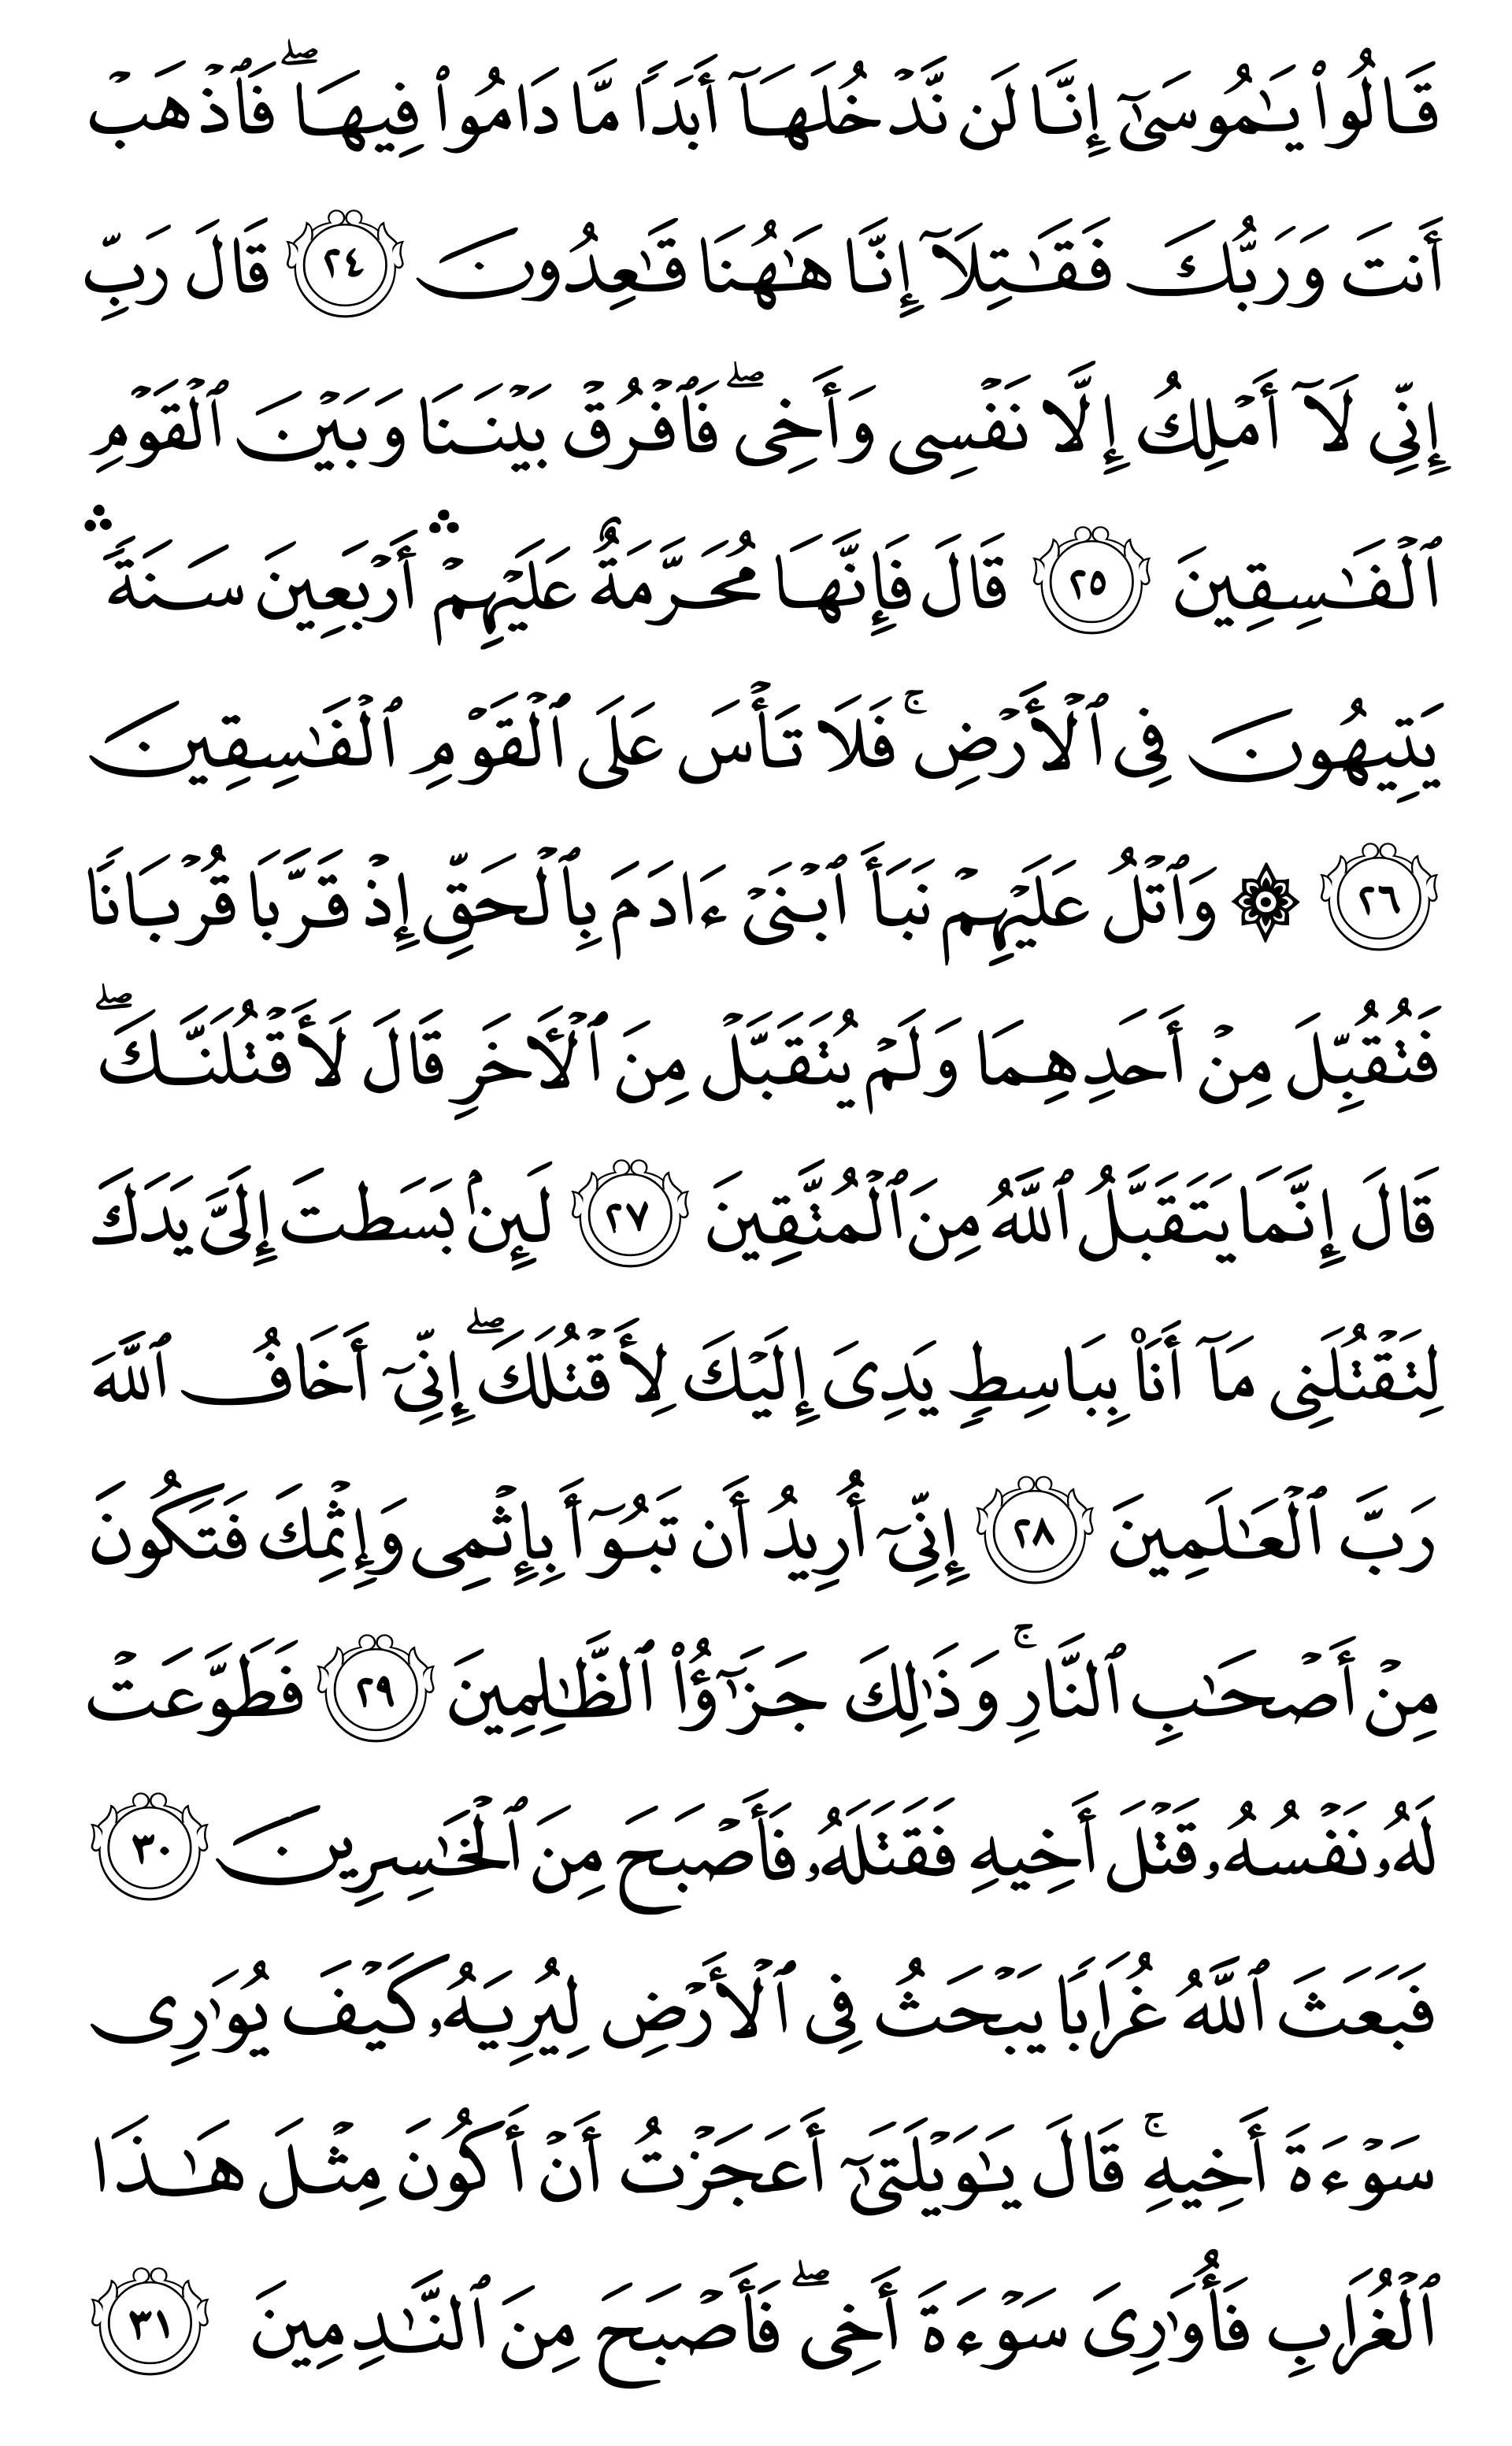 قَالُوا۟ يَـٰمُوسَىٰٓ إِنَّا لَن نَّدۡخُلَهَآ أَبَدࣰا مَّا دَامُوا۟ فِيهَا ۖ فَٱذۡهَبۡ
أَنتَ وَرَبُّكَ فَقَـٰتِلَآ إِنَّا هَـٰهُنَا قَـٰعِدُونَ ٢٤ قَالَ رَبِّ
إِنِّی لَآ أَمۡلِكُ إِلَّا نَفۡسِی وَأَخِی ۖ فَٱفۡرُقۡ بَيۡنَنَا وَبَيۡنَ ٱلۡقَوۡمِ
ٱلۡفَـٰسِقِينَ ٢٥ قَالَ فَإِنَّهَا مُحَرَّمَةٌ عَلَيۡهِمۡ ۛ أَرۡبَعِينَ سَنَةࣰ ۛ
يَتِيهُونَ فِی ٱلۡأَرۡضِ ۚ فَلَا تَأۡسَ عَلَى ٱلۡقَوۡمِ ٱلۡفَـٰسِقِينَ
٢٦ ۞ وَٱتۡلُ عَلَيۡهِمۡ نَبَأَ ٱبۡنَیۡ ءَادَمَ بِٱلۡحَقِّ إِذۡ قَرَّبَا قُرۡبَانࣰا
فَتُقُبِّلَ مِنۡ أَحَدِهِمَا وَلَمۡ يُتَقَبَّلۡ مِنَ ٱلۡـَٔاخَرِ قَالَ لَأَقۡتُلَنَّكَ ۖ
قَالَ إِنَّمَا يَتَقَبَّلُ ٱللَّهُ مِنَ ٱلۡمُتَّقِينَ ٢٧ لَئِنۢ بَسَطتَ إِلَیَّ يَدَكَ
لِتَقۡتُلَنِی مَآ أَنَا۠ بِبَاسِطࣲ يَدِیَ إِلَيۡكَ لِأَقۡتُلَكَ ۖ إِنِّیٓ أَخَافُ ٱللَّهَ
رَبَّ ٱلۡعَـٰلَمِينَ ٢٨ إِنِّیٓ أُرِيدُ أَن تَبُوٓأَ بِإِثۡمِی وَإِثۡمِكَ فَتَكُونَ
مِنۡ أَصۡحَـٰبِ ٱلنَّارِ ۚ وَذَٰلِكَ جَزَـٰٓؤُا۟ ٱلظَّـٰلِمِينَ ٢٩ فَطَوَّعَتۡ
لَهُۥ نَفۡسُهُۥ قَتۡلَ أَخِيهِ فَقَتَلَهُۥ فَأَصۡبَحَ مِنَ ٱلۡخَـٰسِرِينَ ٣٠
فَبَعَثَ ٱللَّهُ غُرَابࣰا يَبۡحَثُ فِی ٱلۡأَرۡضِ لِيُرِيَهُۥ كَيۡفَ يُوَٰرِی
سَوۡءَةَ أَخِيهِ ۚ قَالَ يَـٰوَيۡلَتَىٰٓ أَعَجَزۡتُ أَنۡ أَكُونَ مِثۡلَ هَـٰذَا
ٱلۡغُرَابِ فَأُوَٰرِیَ سَوۡءَةَ أَخِی ۖ فَأَصۡبَحَ مِنَ ٱلنَّـٰدِمِينَ ٣١